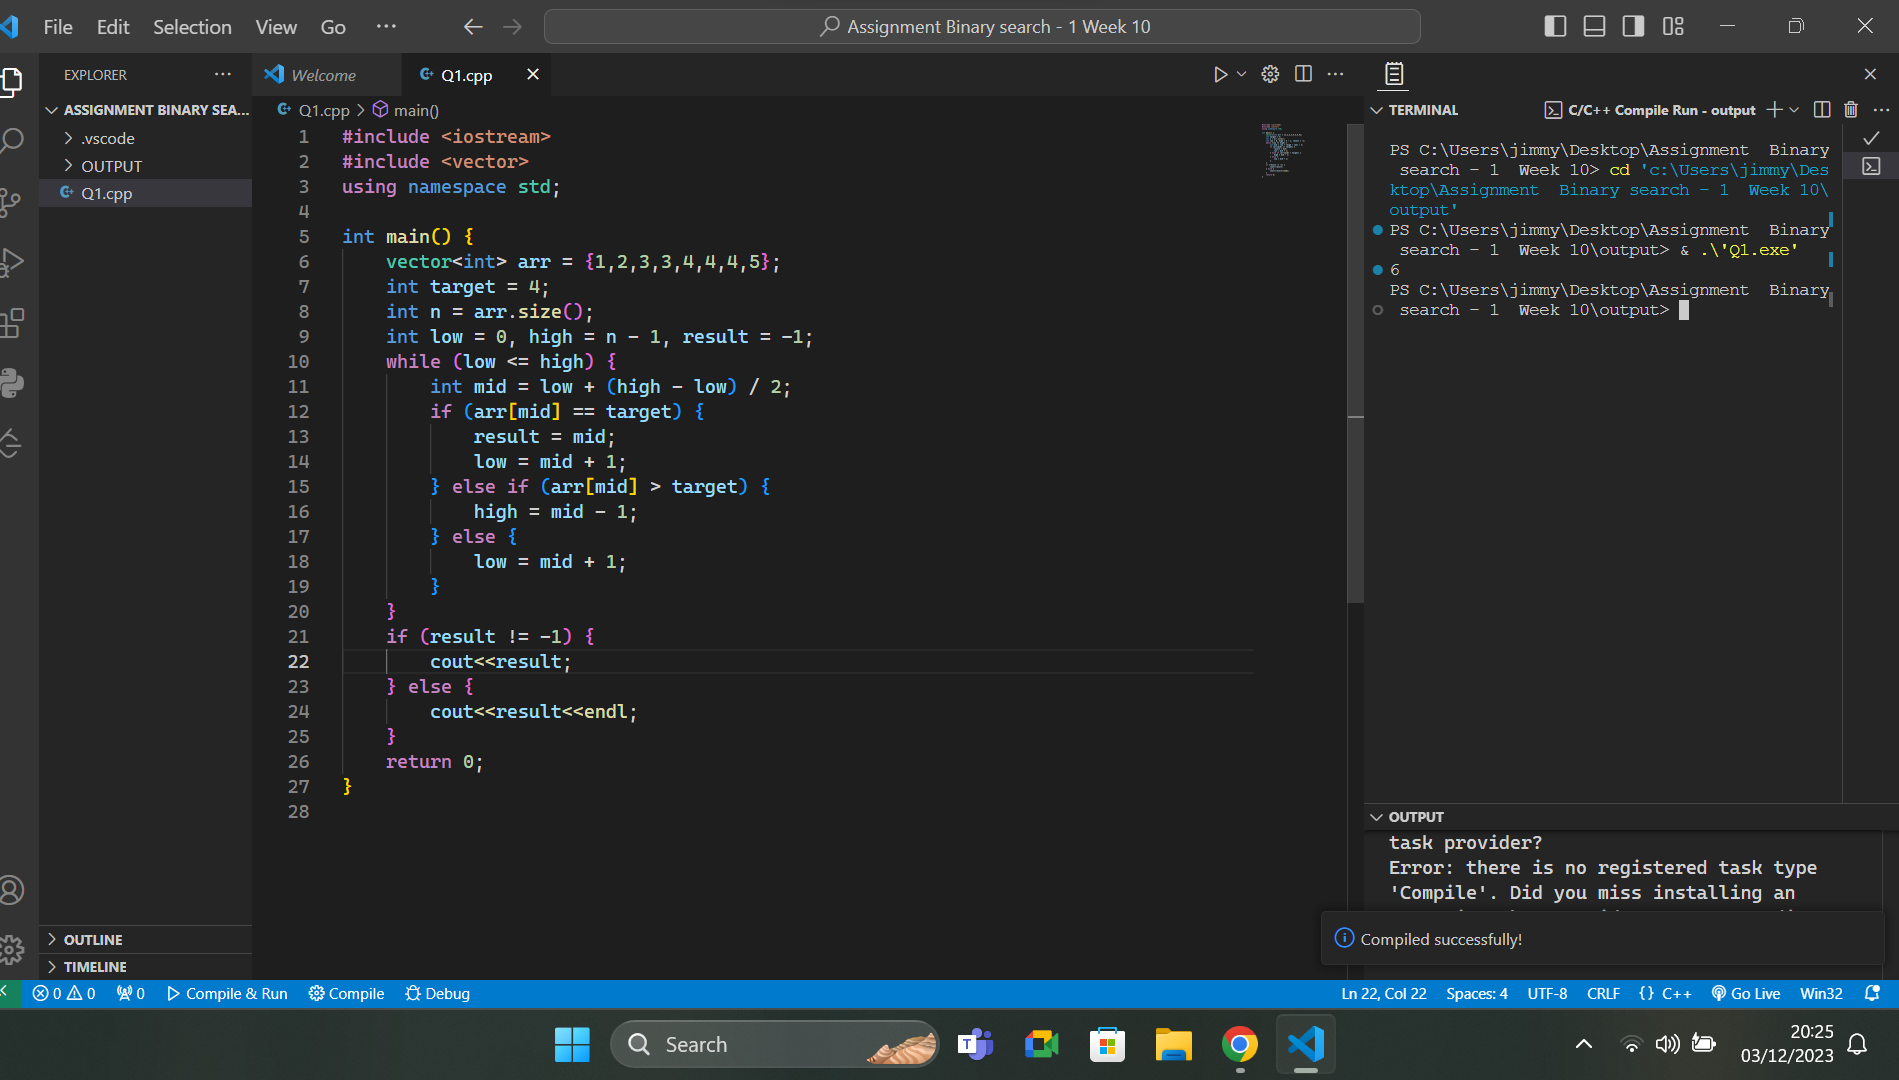 File Edit Selection View Go ···
Assignment Binary search - 1 Week 10
EXPLORER
ASSIGNMENT BINARY SEA...
.vscode
OUTPUT
Q1.cpp
OUTLINE
TIMELINE
Welcome
Q1.cpp
Q1.cpp > main()
1 #include <iostream>
2 #include <vector>
3 using namespace std;
4
5 int main() {
6     vector<int> arr = {1,2,3,3,4,4,4,5};
7     int target = 4;
8     int n = arr.size();
9     int low = 0, high = n - 1, result = -1;
10     while (low <= high) {
11         int mid = low + (high - low) / 2;
12         if (arr[mid] == target) {
13             result = mid;
14             low = mid + 1;
15         } else if (arr[mid] > target) {
16             high = mid - 1;
17         } else {
18             low = mid + 1;
19         }
20     }
21     if (result != -1) {
22         cout<<result;
23     } else {
24         cout<<result<<endl;
25     }
26     return 0;
27 }
28
TERMINAL
C/C++ Compile Run - output
PS C:\Users\jimmy\Desktop\Assignment  Binary
 search - 1  Week 10> cd 'c:\Users\jimmy\Des
ktop\Assignment  Binary search - 1  Week 10\
output'
PS C:\Users\jimmy\Desktop\Assignment  Binary
 search - 1  Week 10\output> & .\'Q1.exe'
6
PS C:\Users\jimmy\Desktop\Assignment  Binary
 search - 1  Week 10\output>
OUTPUT
task provider?
Error: there is no registered task type
'Compile'. Did you miss installing an
Compiled successfully!
0 0 0 Compile & Run Compile Debug
Ln 22, Col 22 Spaces: 4 UTF-8 CRLF {} C++ Go Live Win32
Search
20:25
03/12/2023